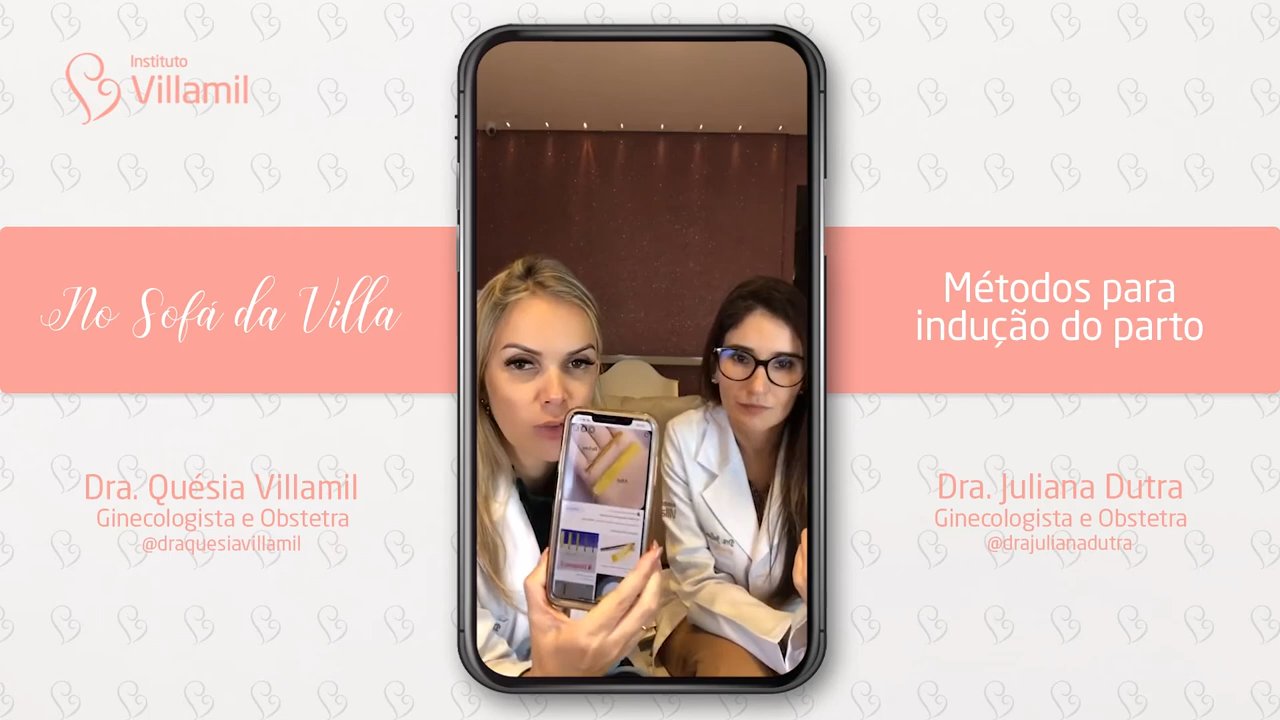 Instituto
Villamil
No Sofá da Villa
Métodos para
indução do parto
Dra. Quésia Villamil
Ginecologista e Obstetra
@draquesiavillamil
Dra. Juliana Dutra
Ginecologista e Obstetra
@drajulianadutra